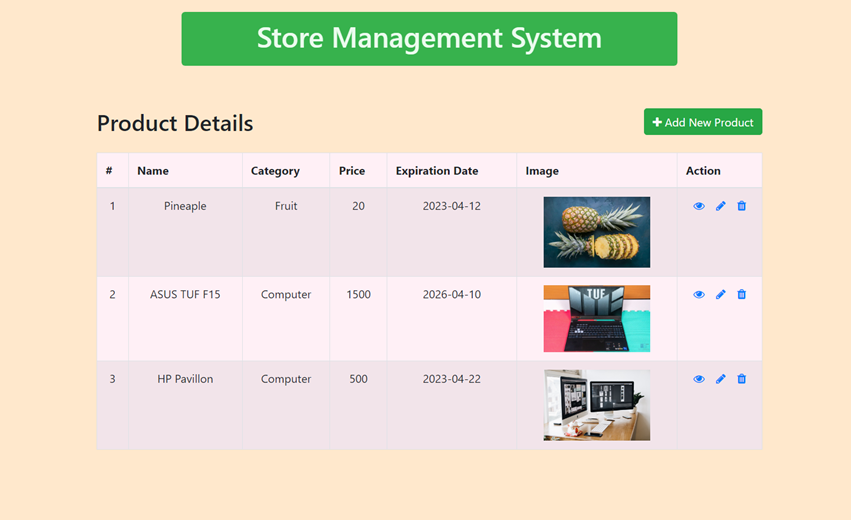 Store Management System
Product Details
Add New Product
# Name Category Price Expiration Date Image Action
1 Pineaple Fruit 20 2023-04-12
2 ASUS TUF F15 Computer 1500 2026-04-10
TUF
3 HP Pavillon Computer 500 2023-04-22